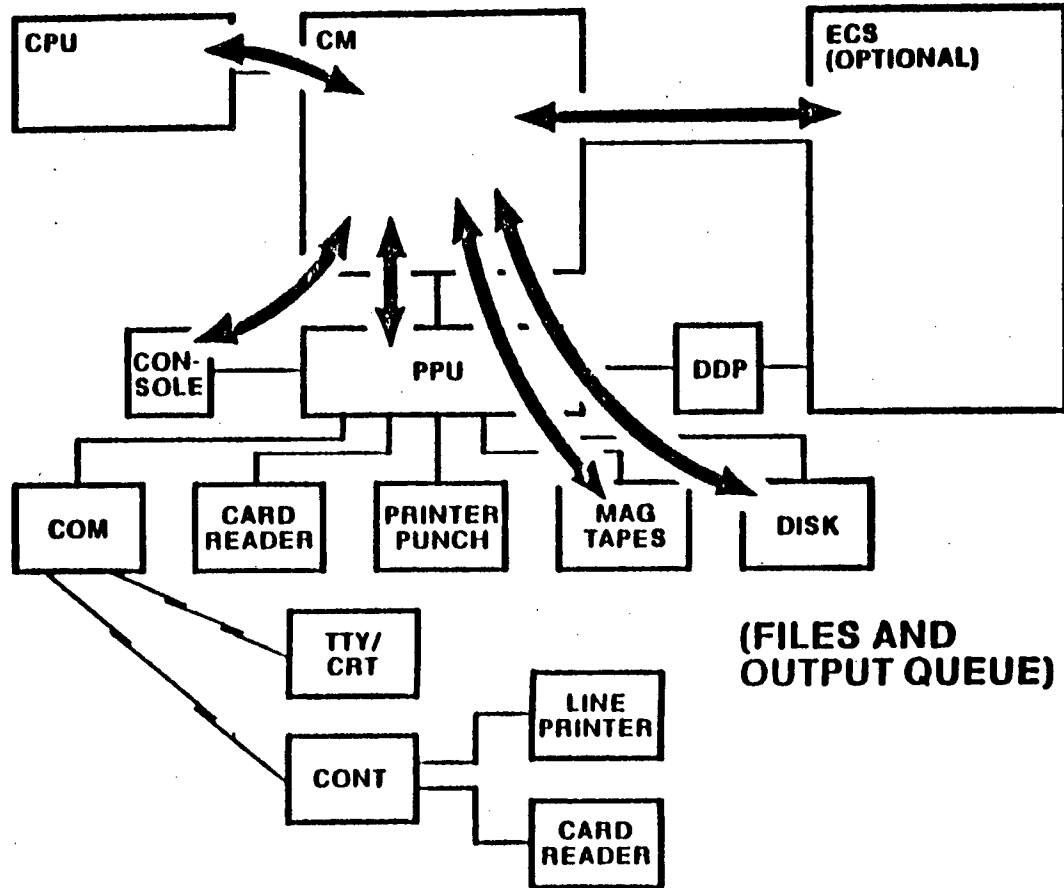 CPU
CM
ECS
(OPTIONAL)
CON-
SOLE
PPU
DDP
COM
CARD
READER
PRINTER
PUNCH
MAG
TAPES
DISK
TTY/
CRT
(FILES AND
OUTPUT QUEUE)
LINE
PRINTER
CONT
CARD
READER